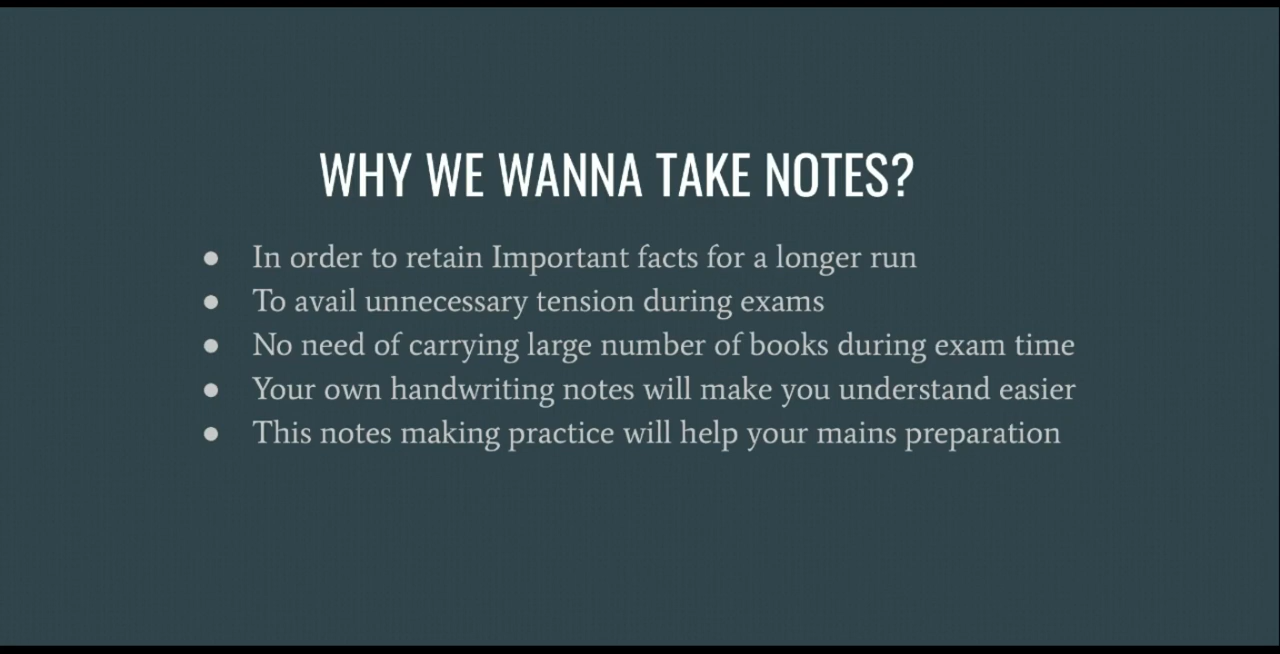 WHY WE WANNA TAKE NOTES?
● In order to retain Important facts for a longer run
● To avail unnecessary tension during exams
● No need of carrying large number of books during exam time
● Your own handwriting notes will make you understand easier
● This notes making practice will help your mains preparation